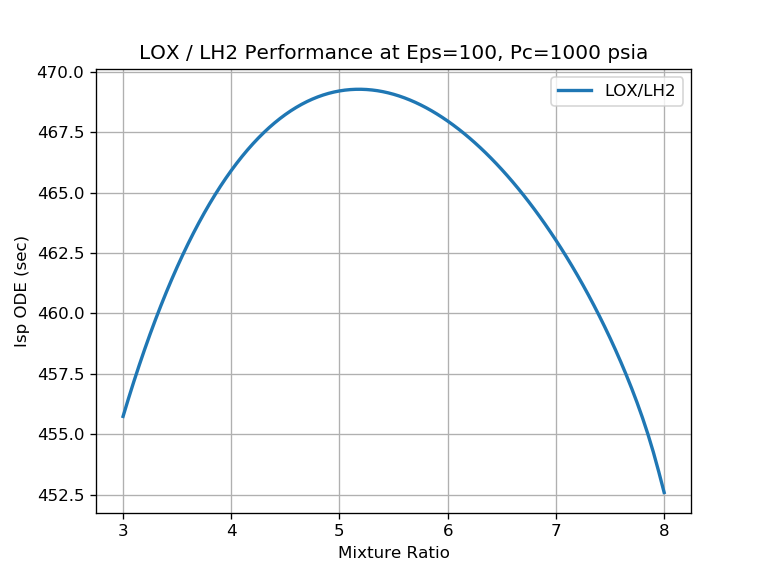 LOX / LH2 Performance at Eps=100, Pc=1000 psia
LOX/LH2
470.0
467.5
465.0
462.5
460.0
457.5
455.0
452.5
Isp ODE (sec)
3 4 5 6 7 8
Mixture Ratio